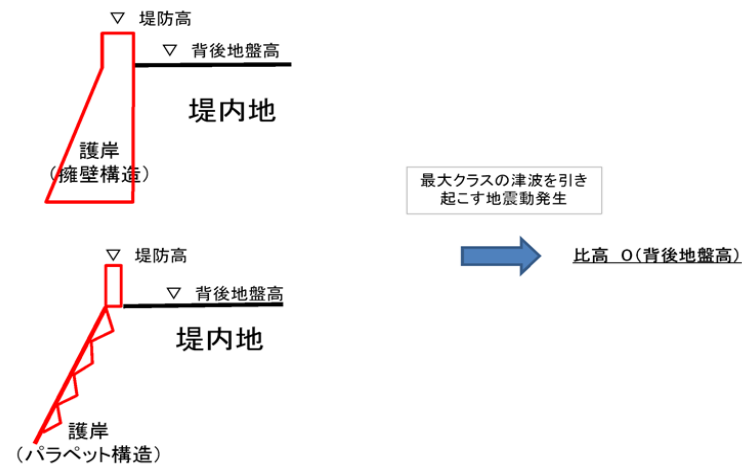 ▽ 堤防高
▽ 背後地盤高
堤内地
護岸
(擁壁構造)
最大クラスの津波を引き
起こす地震動発生
比高 0(背後地盤高)
▽ 堤防高
▽ 背後地盤高
堤内地
護岸
(パラペット構造)